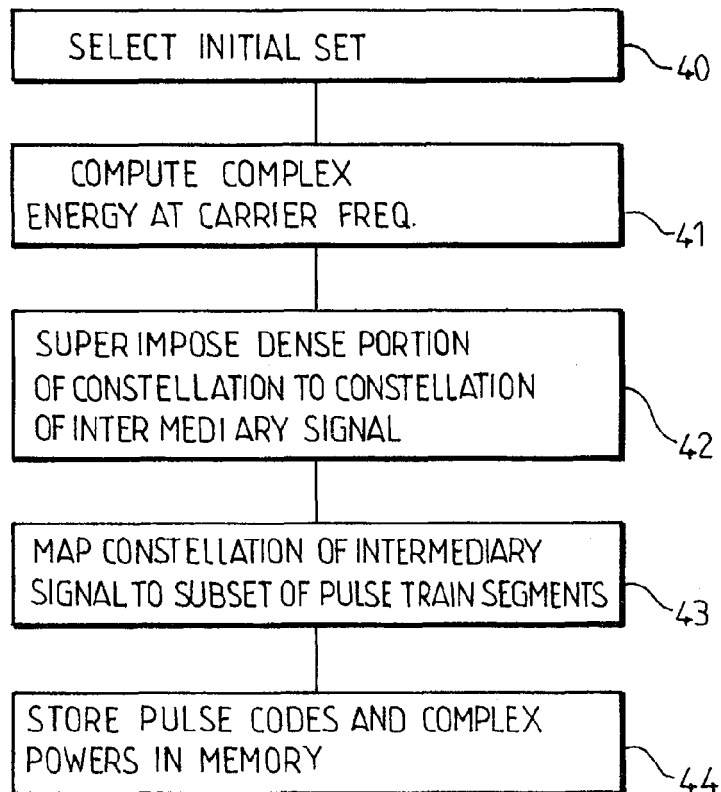 SELECT INITIAL SET
40
COMPUTE COMPLEX
ENERGY AT CARRIER FREQ.
41
SUPER IMPOSE DENSE PORTION
OF CONSTELLATION TO CONSTELLATION
OF INTER MEDI ARY SIGNAL
42
MAP CONSTELLATION OF INTERMEDIARY
SIGNAL TO SUBSET OF PULSE TRAIN SEGMENTS
43
STORE PULSE CODES AND COMPLEX
POWERS IN MEMORY
44